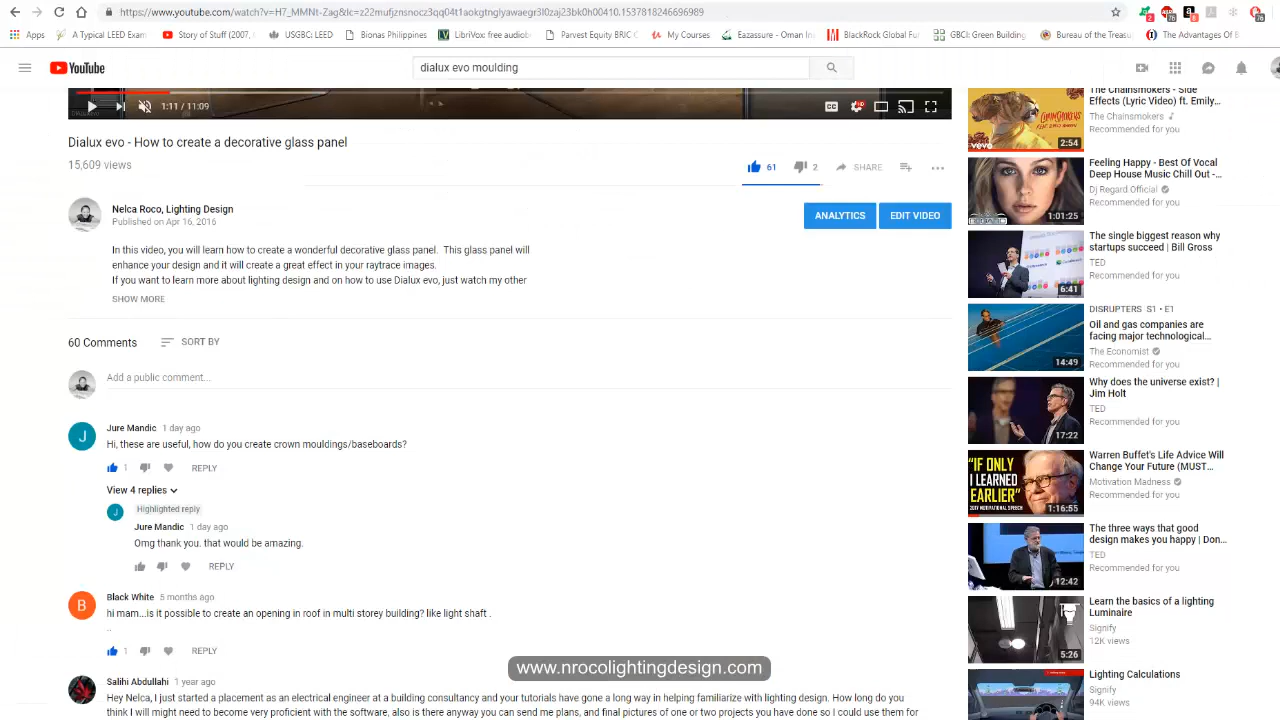 https://www.youtube.com/watch?v=H7_MMNt-Zag&lc=z22mufjznsnocz3qq04t1aokgtnglyawaegr3l0zaj23bk0h00410.1537818246696989
Apps
A Typical LEED Exam
Story of Stuff (2007,
USGBC| LEED
Bionas Philippines
LibriVox free audiobo
Parvest Equity BRIC
My Courses
Eazassure - Oman Ins
BlackRock Global Fun
GBCI: Green Building
Bureau of the Treasu
The Advantages Of B
YouTube
dialux evo moulding
1:11 / 11:09
Dialux evo - How to create a decorative glass panel
15,609 views
61
2
SHARE
Nelca Roco, Lighting Design
Published on Apr 16, 2016
ANALYTICS
EDIT VIDEO
In this video, you will learn how to create a wonderful decorative glass panel. This glass panel will
enhance your design and it will create a great effect in your raytrace images.
If you want to learn more about lighting design and on how to use Dialux evo, just watch my other
SHOW MORE
60 Comments
SORT BY
Add a public comment...
J
Jure Mandic 1 day ago
Hi, these are useful, how do you create crown mouldings/baseboards?
1
REPLY
View 4 replies
Highlighted reply
J
Jure Mandic 1 day ago
Omg thank you. that would be amazing.
REPLY
B
Black White 5 months ago
hi mam...is it possible to create an opening in roof in multi storey building? like light shaft .
..
1
REPLY
Salihi Abdullahi 1 year ago
Hey Nelca, I just started a placement as a lighting engineer in a building consultancy and your tutorials have gone a long way in helping familiarize with lighting design. How long do you
think I will might need to become very proficient with the software, also is there anyway you can send me plans, and final pictures of one or two projects you have done so I could use them for
www.nrocolightingdesign.com
The Chainsmokers - Side
Effects (Lyric Video) ft. Emily...
The Chainsmokers
Recommended for you
vevo
2:54
Feeling Happy - Best Of Vocal
Deep House Music Chill Out -...
Dj Regard Official
Recommended for you
1:01:25
The single biggest reason why
startups succeed | Bill Gross
TED
Recommended for you
6:41
DISRUPTERS S1 • E1
Oil and gas companies are
facing major technological...
The Economist
Recommended for you
14:49
Why does the universe exist? |
Jim Holt
TED
Recommended for you
17:22
Warren Buffet's Life Advice Will
Change Your Future (MUST...
Motivation Madness
Recommended for you
"IF ONLY
I LEARNED
EARLIER"
2017 MOTIVATIONAL SPEECH
1:16:55
The three ways that good
design makes you happy | Don...
TED
Recommended for you
12:42
Learn the basics of a lighting
Luminaire
Signify
12K views
5:26
Lighting Calculations
Signify
94K views